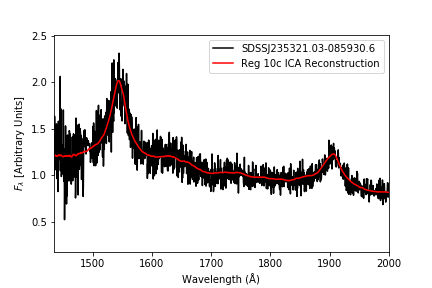 2.5
2.0
1.5
1.0
0.5
F_λ [Arbitrary Units]
SDSSJ235321.03-085930.6
Reg 10c ICA Reconstruction
1500 1600 1700 1800 1900 2000
Wavelength (Å)